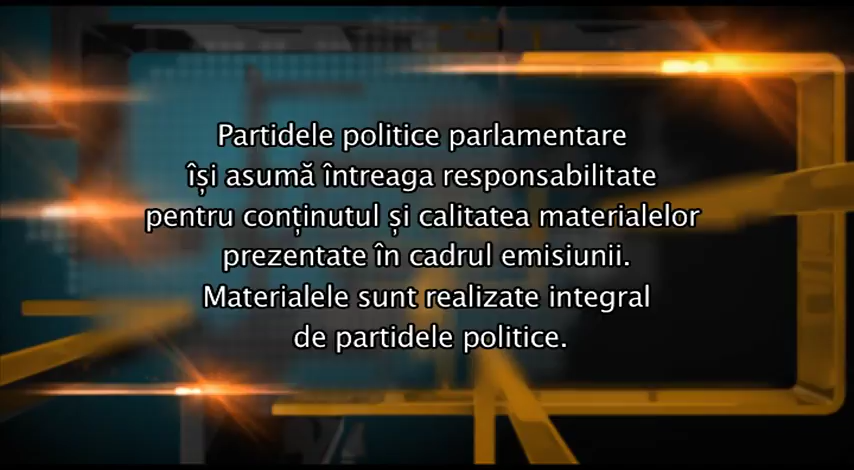 Partidele politice parlamentare
își asumă întreaga responsabilitate
pentru conținutul și calitatea materialelor
prezentate în cadrul emisiunii.
Materialele sunt realizate integral
de partidele politice.